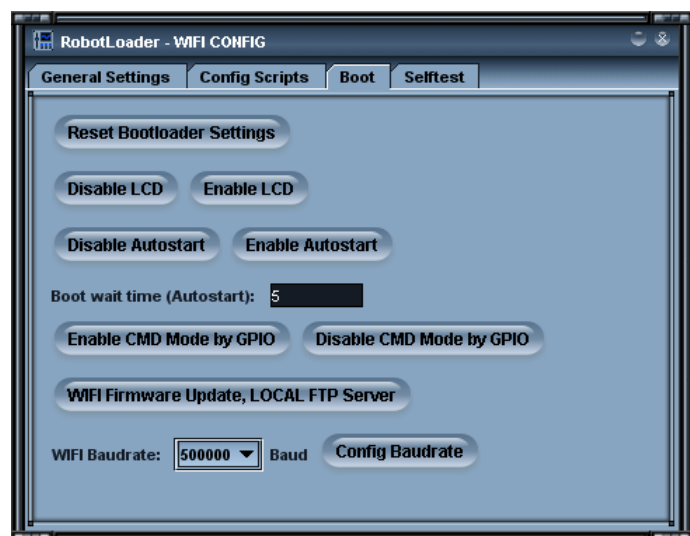 RobotLoader - WIFI CONFIG
General Settings Config Scripts Boot Selftest
Reset Bootloader Settings
Disable LCD Enable LCD
Disable Autostart Enable Autostart
Boot wait time (Autostart): 5
Enable CMD Mode by GPIO Disable CMD Mode by GPIO
WIFI Firmware Update, LOCAL FTP Server
WIFI Baudrate: 500000 Baud Config Baudrate